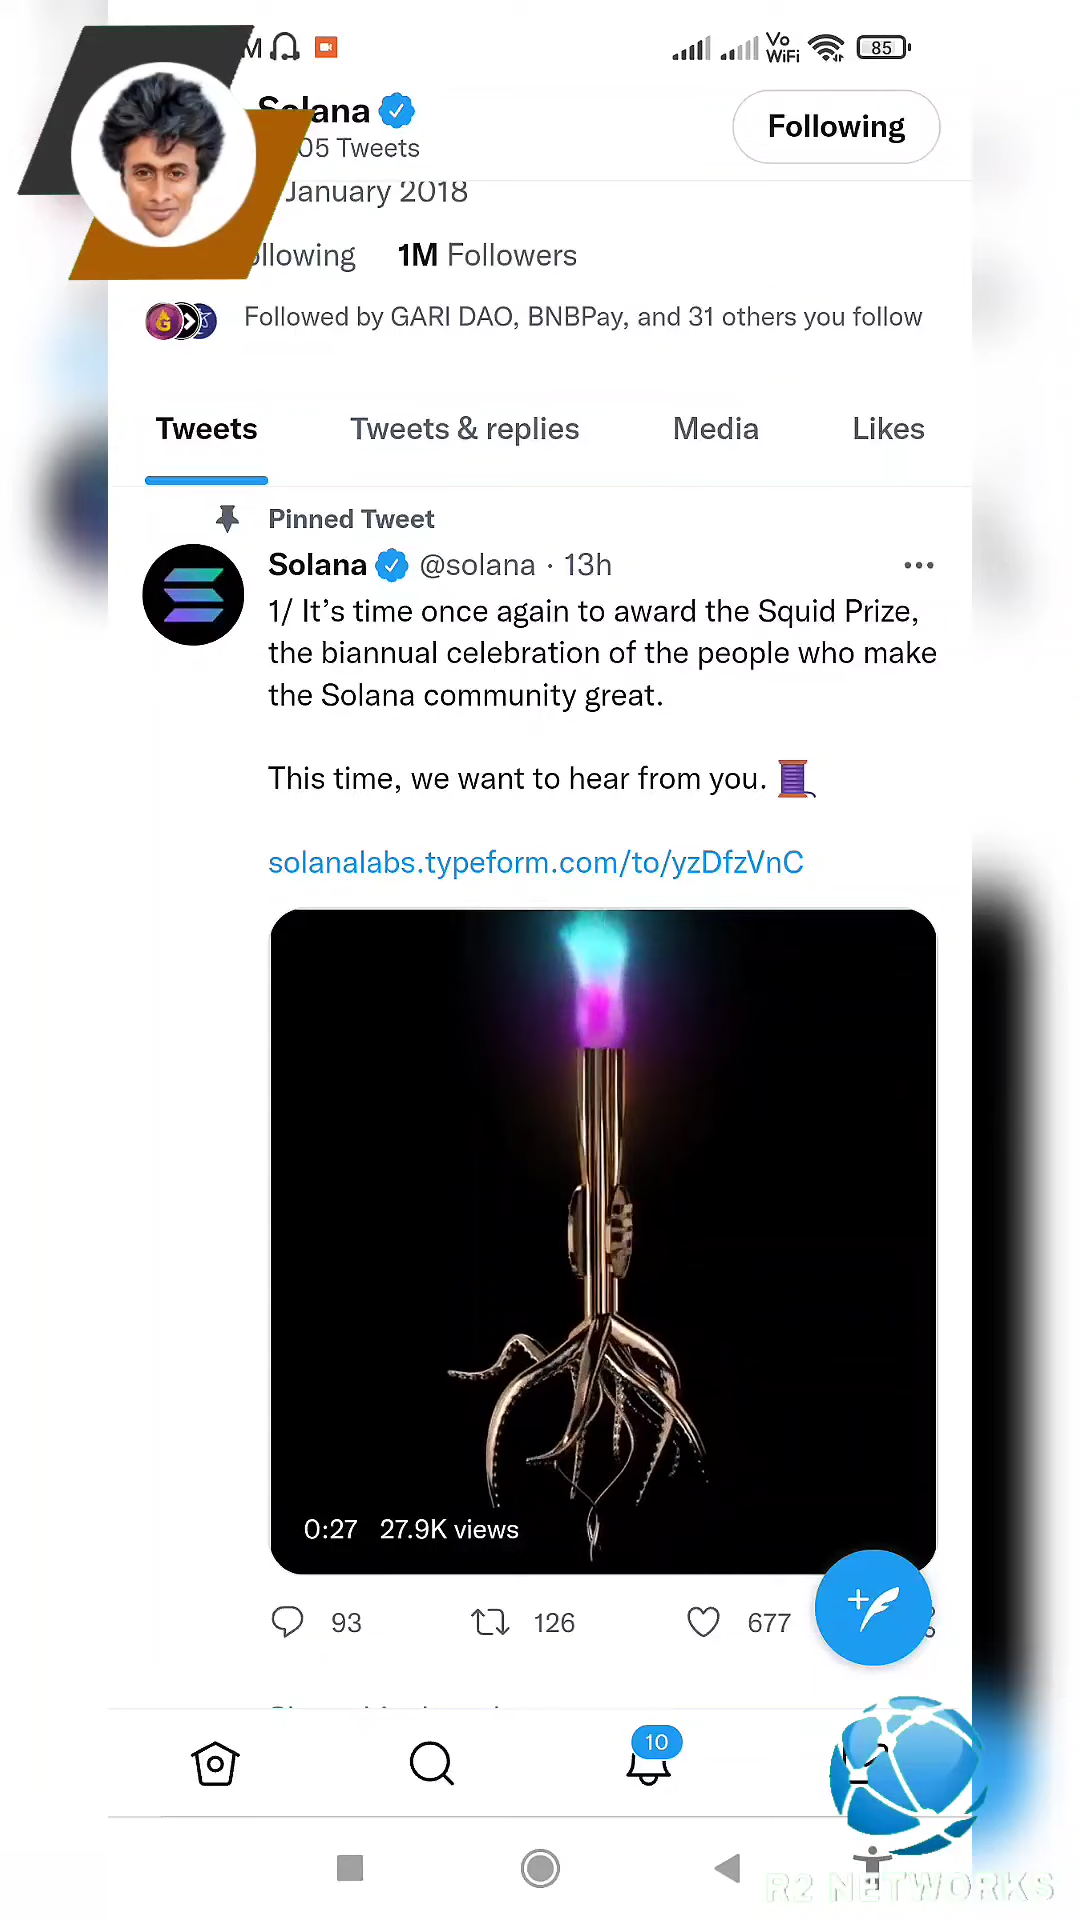 M
Vo
WiFi
85
Solana
05 Tweets
Following
January 2018
ollowing 1M Followers
Followed by GARI DAO, BNBPay, and 31 others you follow
Tweets Tweets & replies Media Likes
Pinned Tweet
Solana @solana · 13h
1/ It’s time once again to award the Squid Prize,
the biannual celebration of the people who make
the Solana community great.
This time, we want to hear from you.
solanalabs.typeform.com/to/yzDfzVnC
0:27 27.9K views
93 126 677
10
R2 NETWORKS